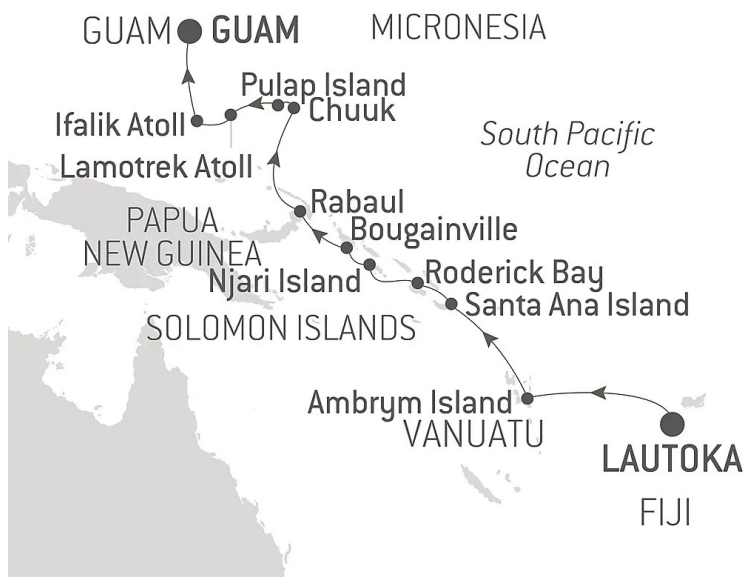 GUAM GUAM
MICRONESIA
Pulap Island
Chuuk
Ifalik Atoll
South Pacific
Ocean
Lamotrek Atoll
Rabaul
PAPUA
NEW GUINEA
Bougainville
Njari Island
Roderick Bay
Santa Ana Island
SOLOMON ISLANDS
Ambrym Island
VANUATU
LAUTOKA
FIJI